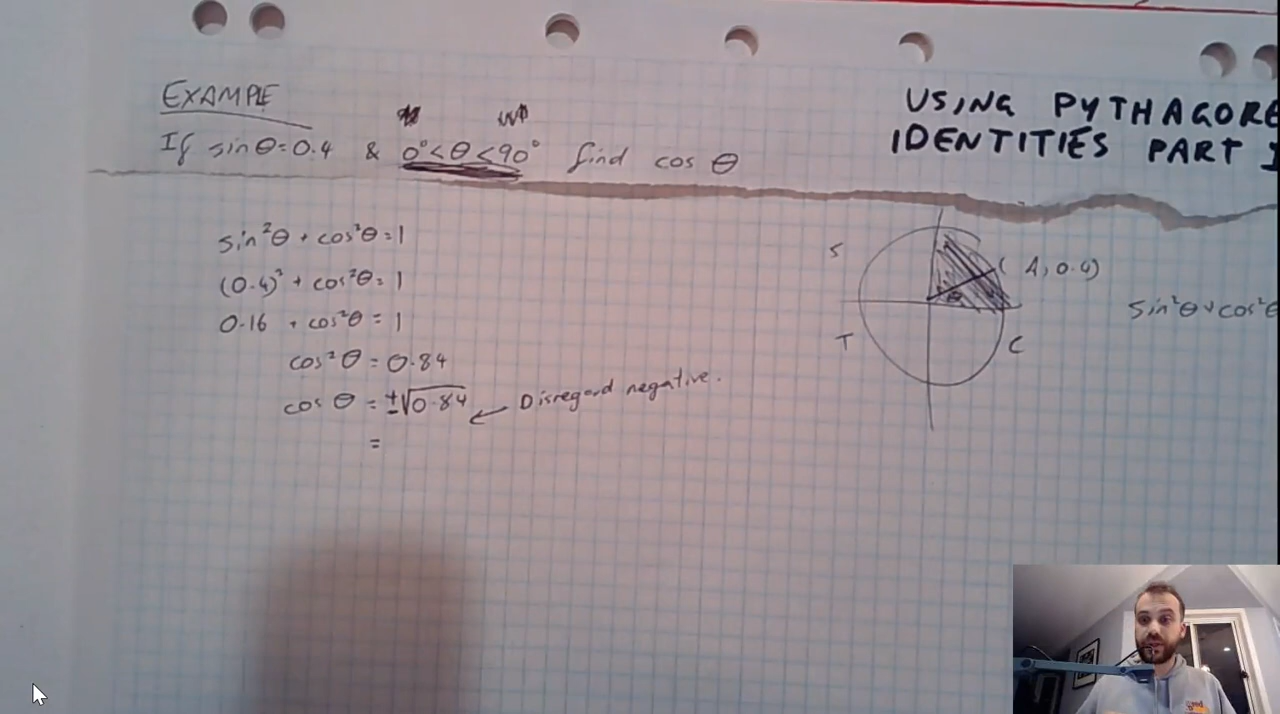 EXAMPLE
If sinθ=0.4 & 0°<θ<90° find cos θ
USING PYTHAGORE
IDENTITIES PART I
sin²θ + cos²θ=1
(0.4)² + cos²θ= 1
0.16 + cos²θ = 1
cos²θ = 0.84
cos θ = ±√0.84 Disregard negative.
=
S
( A, 0.4)
θ
T
C
sin²θ+cos²θ